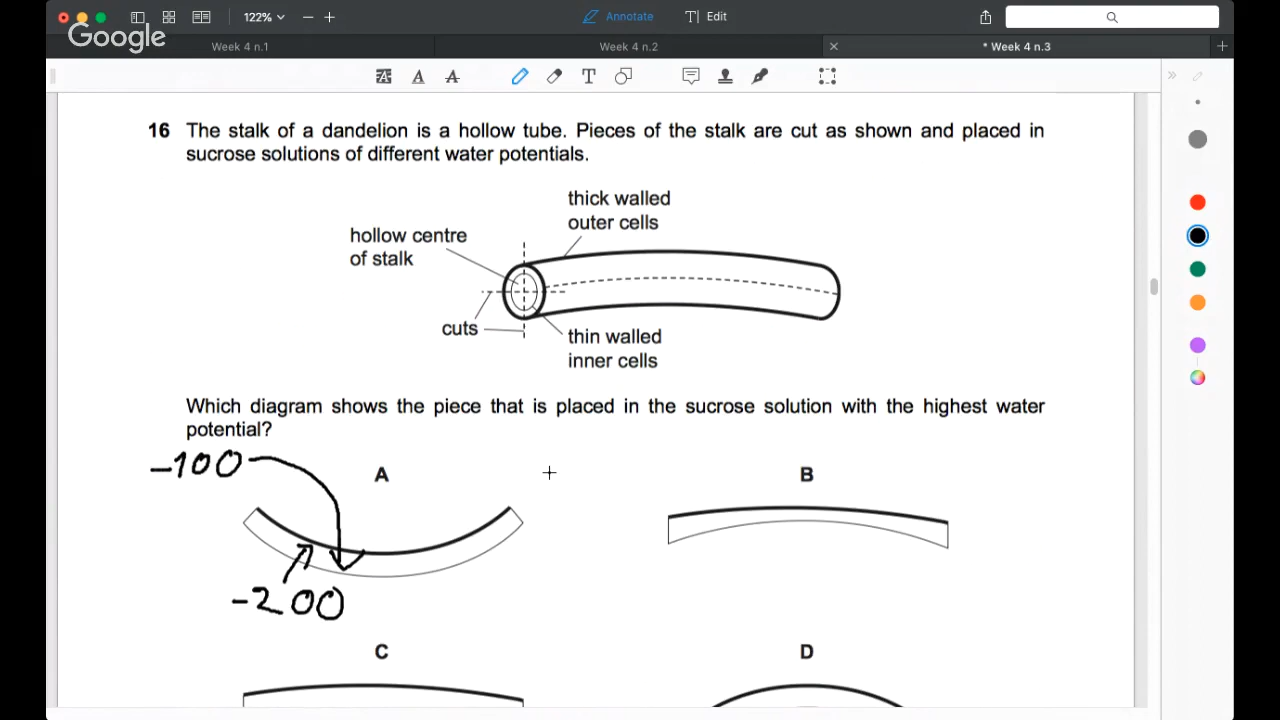 122%
Annotate
T| Edit
Google
Week 4 n.1
Week 4 n.2
* Week 4 n.3
16 The stalk of a dandelion is a hollow tube. Pieces of the stalk are cut as shown and placed in
sucrose solutions of different water potentials.
thick walled
outer cells
hollow centre
of stalk
cuts
thin walled
inner cells
Which diagram shows the piece that is placed in the sucrose solution with the highest water
potential?
-100
A
B
-200
C
D